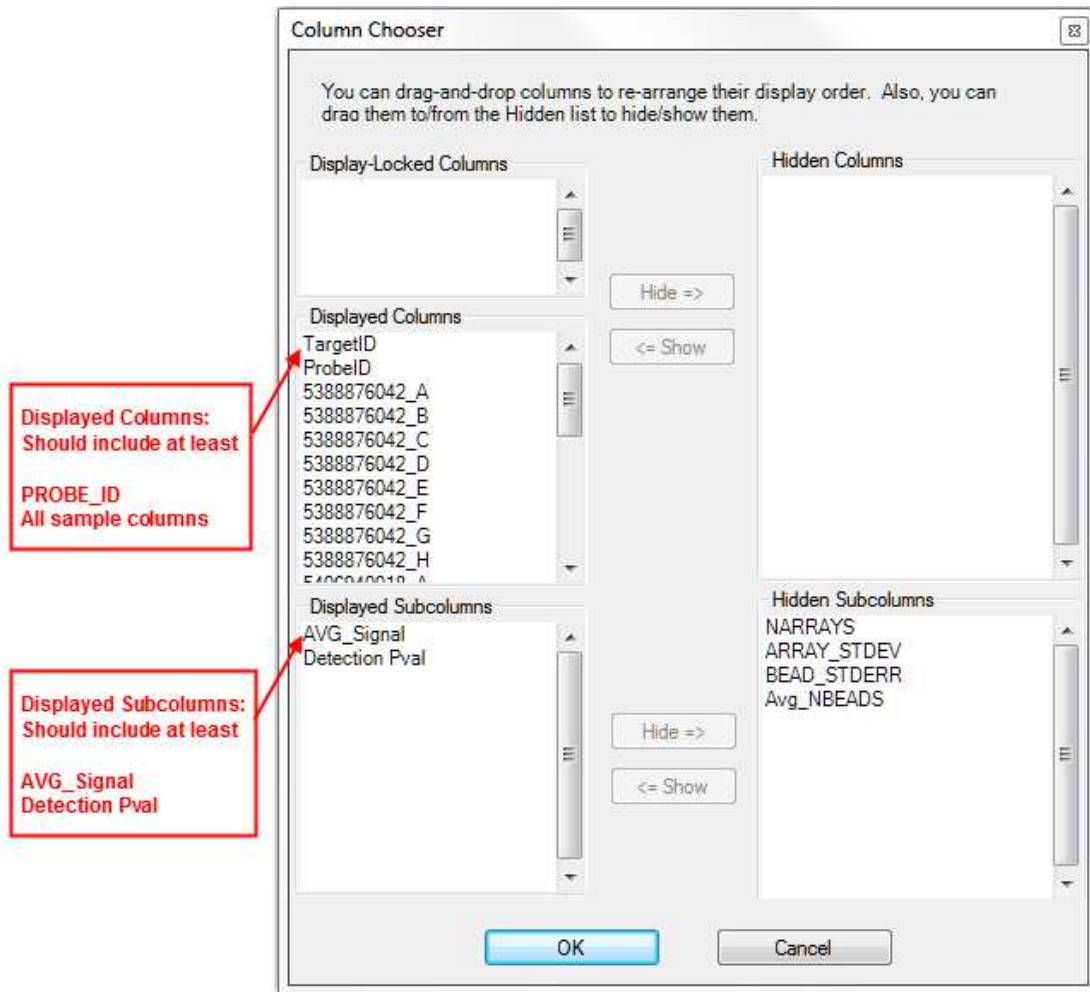 Column Chooser
You can drag-and-drop columns to re-arrange their display order. Also, you can
drag them to/from the Hidden list to hide/show them.
Display-Locked Columns
Hidden Columns
Hide =>
<= Show
Displayed Columns
TargetID
ProbeID
5388876042_A
5388876042_B
5388876042_C
5388876042_D
5388876042_E
5388876042_F
5388876042_G
5388876042_H
Displayed Columns:
Should include at least
PROBE_ID
All sample columns
Displayed Subcolumns
AVG_Signal
Detection Pval
Hidden Subcolumns
NARRAYS
ARRAY_STDEV
BEAD_STDERR
Avg_NBEADS
Hide =>
<= Show
Displayed Subcolumns:
Should include at least
AVG_Signal
Detection Pval
OK
Cancel